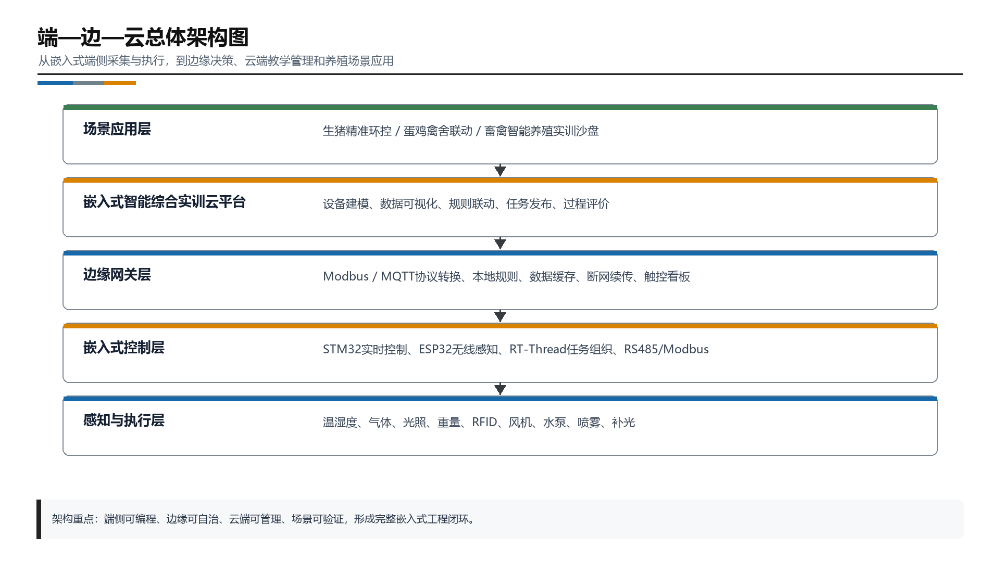 端—边—云总体架构图
从嵌入式端侧采集与执行，到边缘决策、云端教学管理和养殖场景应用
场景应用层
生猪精准环控 / 蛋鸡禽舍联动 / 畜禽智能养殖实训沙盘
嵌入式智能综合实训云平台
设备建模、数据可视化、规则联动、任务发布、过程评价
边缘网关层
Modbus / MQTT协议转换、本地规则、数据缓存、断网续传、触控看板
嵌入式控制层
STM32实时控制、ESP32无线感知、RT-Thread任务组织、RS485/Modbus
感知与执行层
温湿度、气体、光照、重量、RFID、风机、水泵、喷雾、补光
架构重点：端侧可编程、边缘可自治、云端可管理、场景可验证，形成完整嵌入式工程闭环。